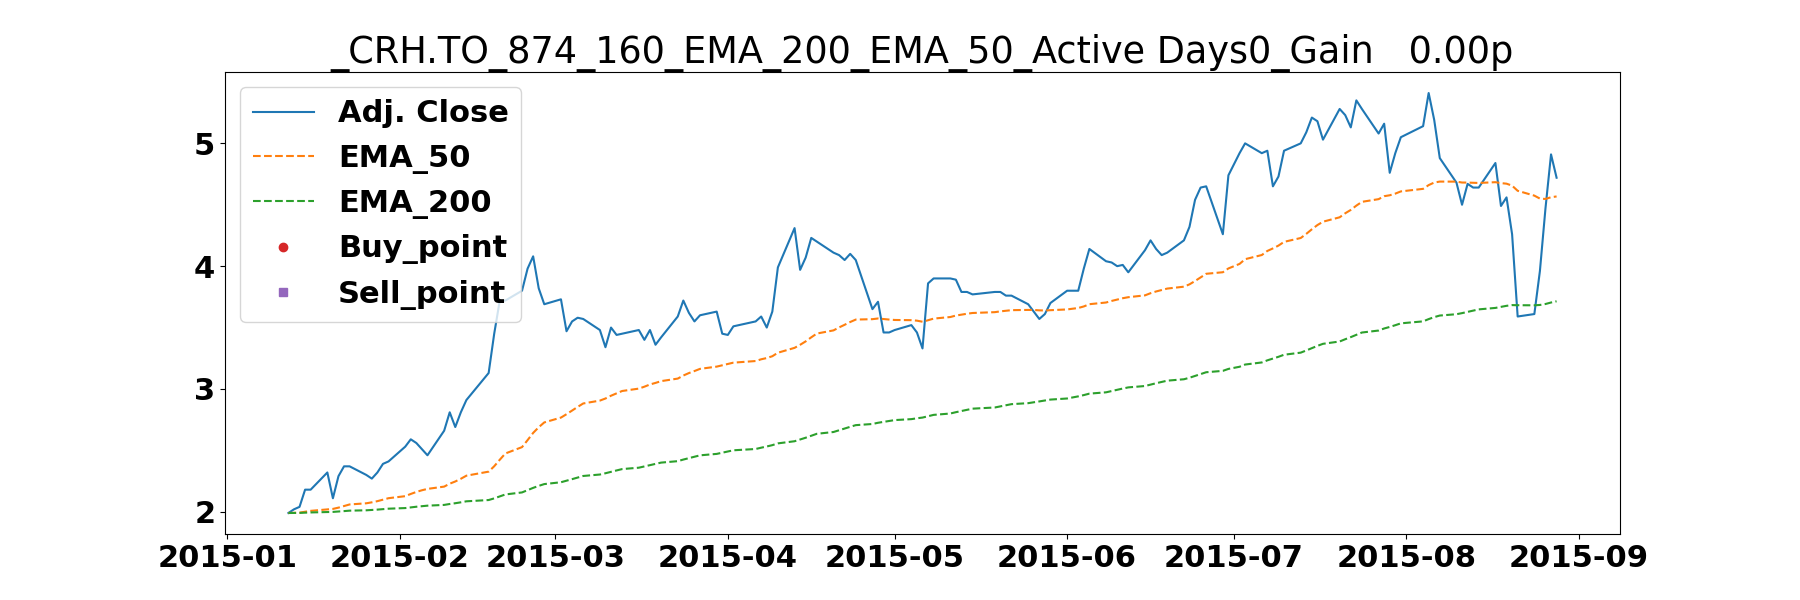 _CRH.TO_874_160_EMA_200_EMA_50_Active Days0_Gain   0.00p
Adj. Close
EMA_50
EMA_200
Buy_point
Sell_point
5
4
3
2
2015-01 2015-02 2015-03 2015-04 2015-05 2015-06 2015-07 2015-08 2015-09